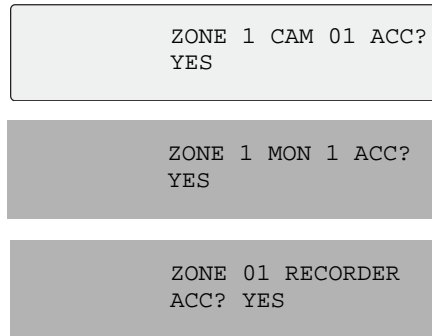 ZONE 1 CAM 01 ACC?
YES
ZONE 1 MON 1 ACC?
YES
ZONE 01 RECORDER
ACC? YES